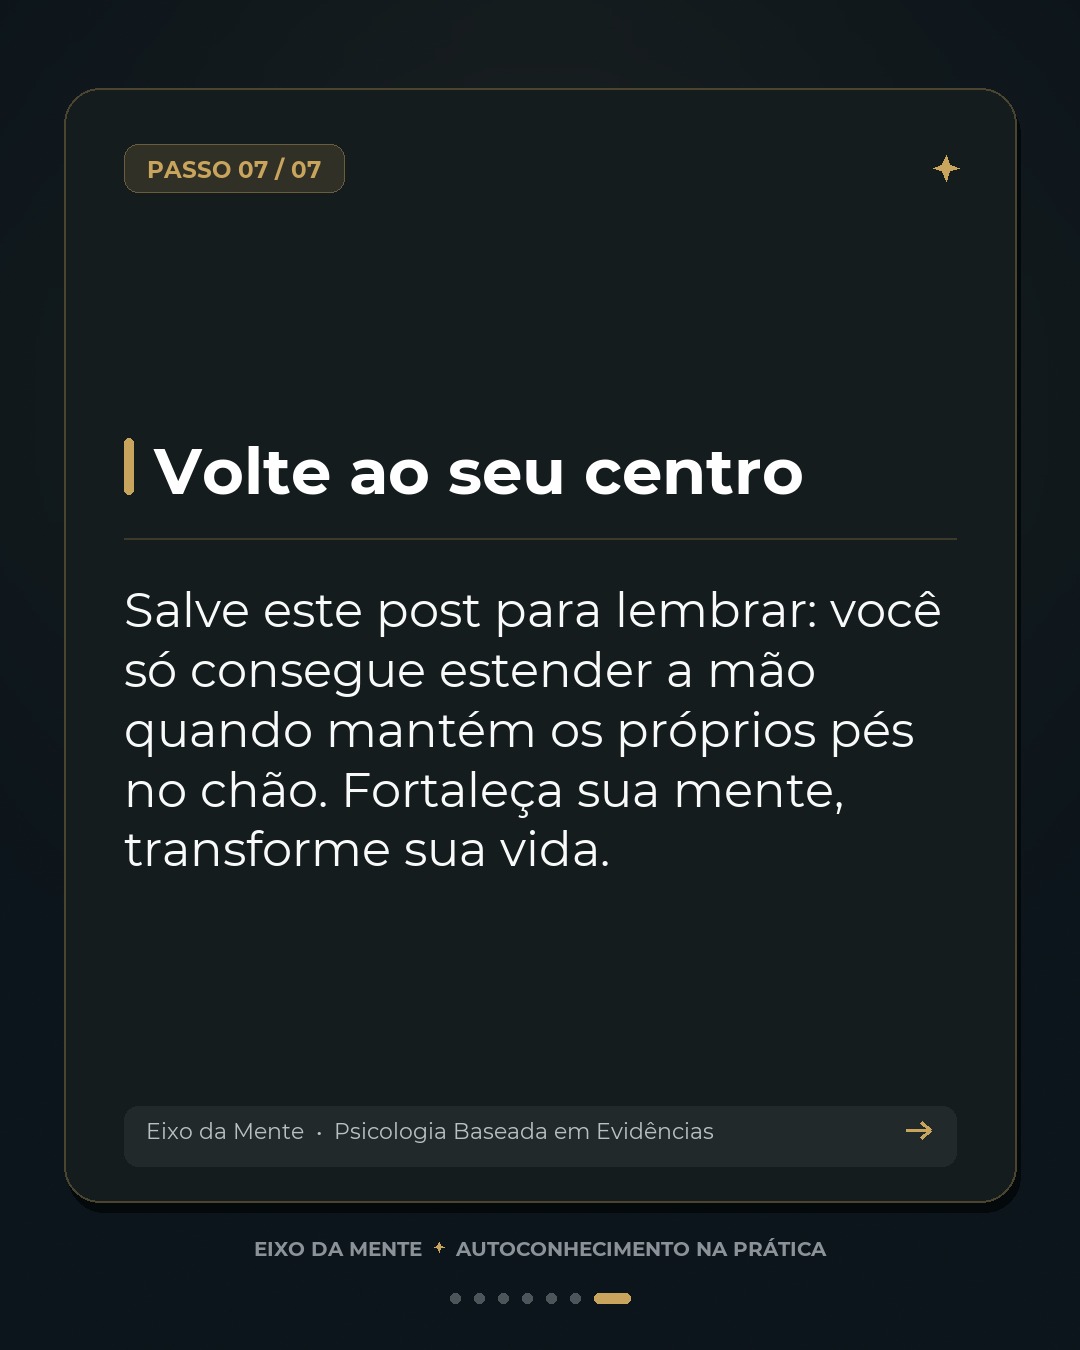 PASSO 07 / 07
Volte ao seu centro
Salve este post para lembrar: você
só consegue estender a mão
quando mantém os próprios pés
no chão. Fortaleça sua mente,
transforme sua vida.
Eixo da Mente • Psicologia Baseada em Evidências
EIXO DA MENTE ✦ AUTOCONHECIMENTO NA PRÁTICA